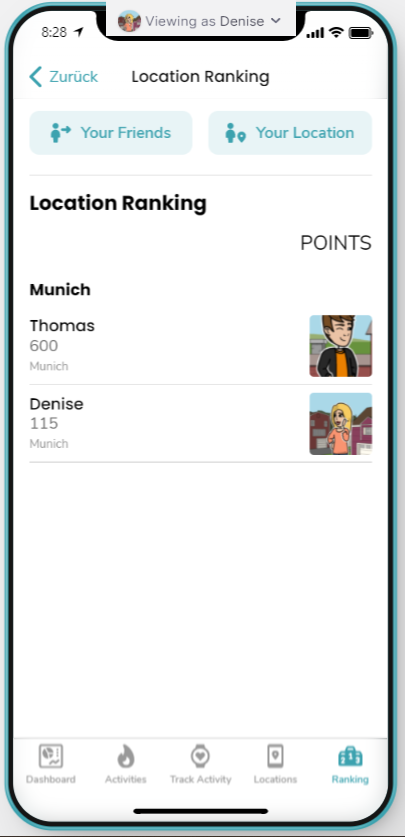 Viewing as Denise
8:28
Zurück
Location Ranking
Your Friends
Your Location
Location Ranking
POINTS
Munich
Thomas
600
Munich
Denise
115
Munich
Dashboard
Activities
Track Activity
Locations
Ranking